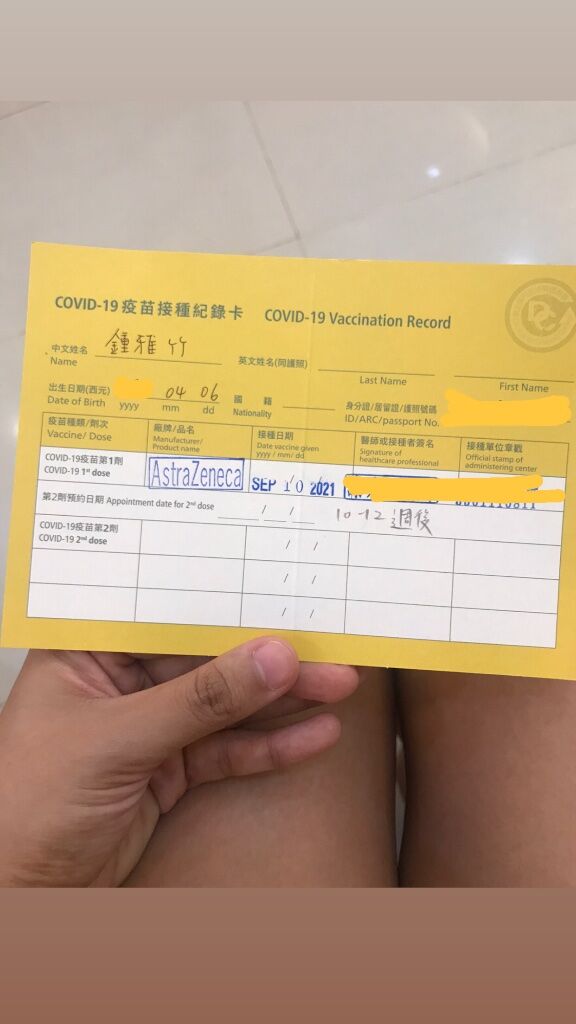 COVID-19 疫苗接種紀錄卡 COVID-19 Vaccination Record
中文姓名 鍾雅竹 英文姓名(同護照)
Name Last Name First Name
出生日期(西元) 04 06 國籍 身分證/居留證/護照號碼
Date of Birth yyyy mm dd Nationality ID/ARC/passport No.
疫苗種類/劑次 廠牌/品名 接種日期 醫師或接種者簽名 接種單位章戳
Vaccine/ Dose Manufacturer/ Product name Date vaccine given yyyy / mm/ dd Signature of healthcare professional Official stamp of administering center
COVID-19疫苗第1劑 AstraZeneca SEP 10 2021
COVID-19 1st dose
第2劑預約日期 Appointment date for 2nd dose / / 10-12 週後
COVID-19疫苗第2劑 / /
COVID-19 2nd dose
/ /
/ /